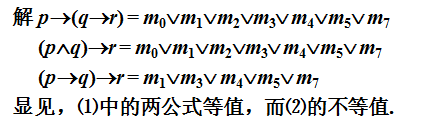 解 p→(q→r) = m₀∨m₁∨m₂∨m₃∨m₄∨m₅∨m₇
(p∧q)→r = m₀∨m₁∨m₂∨m₃∨m₄∨m₅∨m₇
(p→q)→r = m₁∨m₃∨m₄∨m₅∨m₇
显见，(1)中的两公式等值，而(2)的不等值.